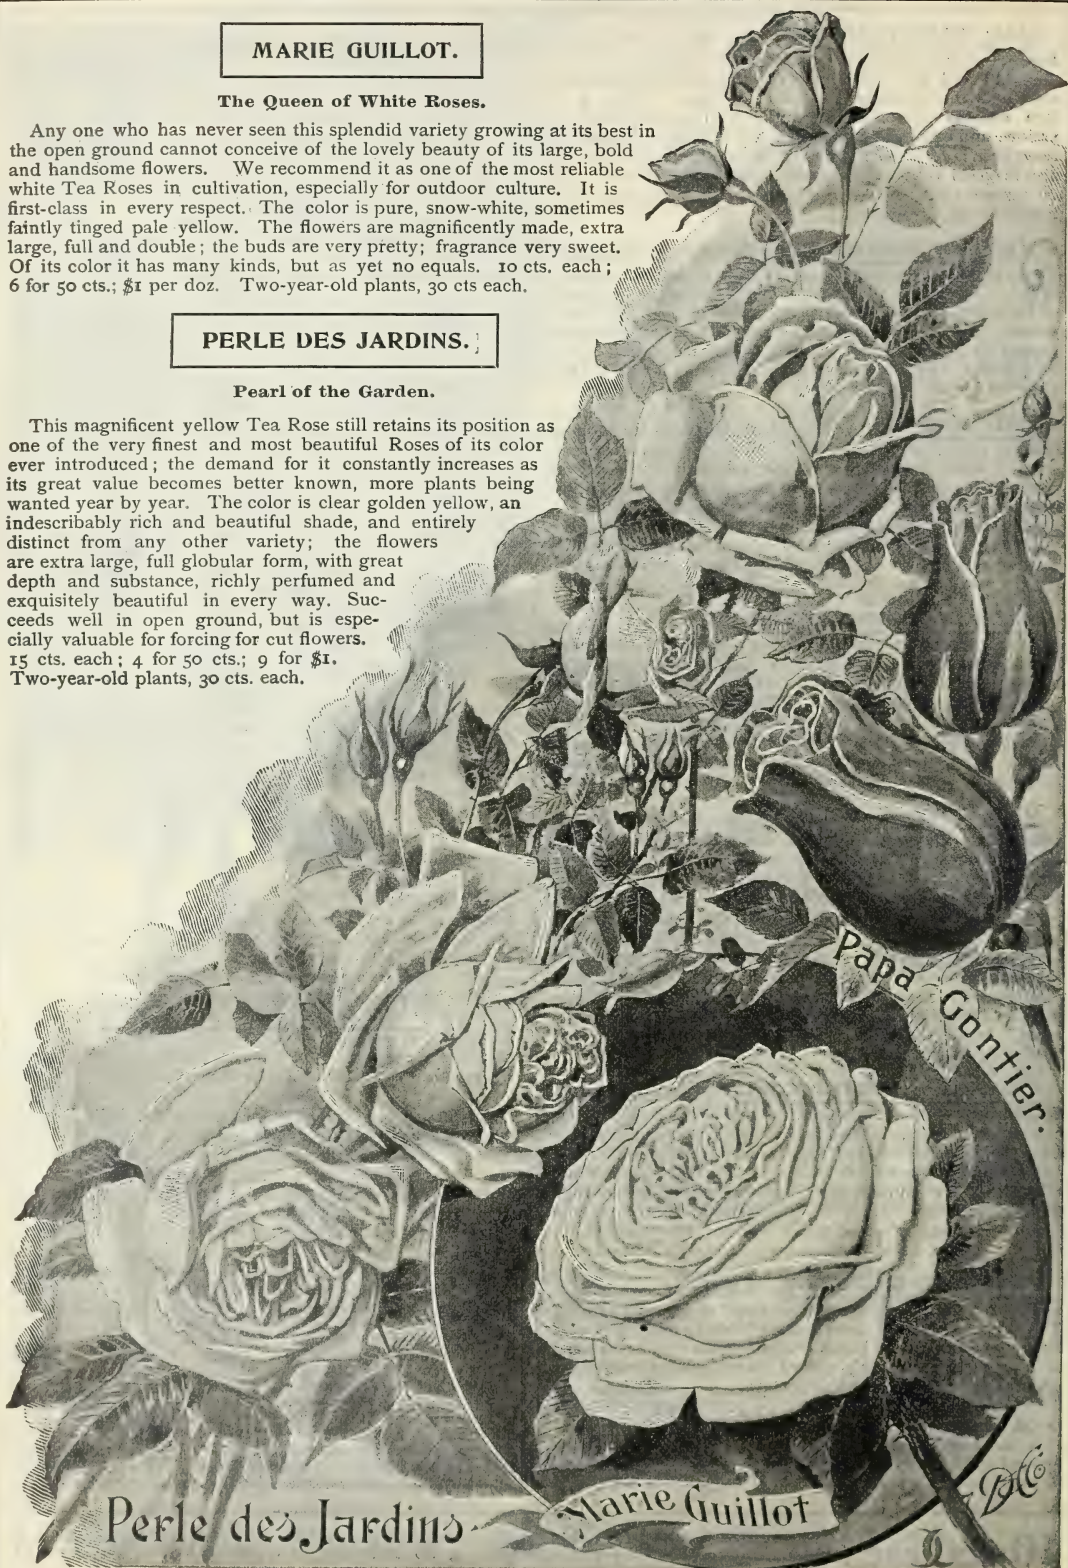 MARIE GUILLOT.
The Queen of White Roses.
Any one who has never seen this splendid variety growing at its best in
the open ground cannot conceive of the lovely beauty of its large, bold
and handsome flowers. We recommend it as one of the most reliable
white Tea Roses in cultivation, especially for outdoor culture. It is
first-class in every respect. The color is pure, snow-white, sometimes
faintly tinged pale yellow. The flowers are magnificently made, extra
large, full and double; the buds are very pretty; fragrance very sweet.
Of its color it has many kinds, but as yet no equals. 10 cts. each;
6 for 50 cts.; $1 per doz. Two-year-old plants, 30 cts each.
PERLE DES JARDINS.
Pearl of the Garden.
This magnificent yellow Tea Rose still retains its position as
one of the very finest and most beautiful Roses of its color
ever introduced; the demand for it constantly increases as
its great value becomes better known, more plants being
wanted year by year. The color is clear golden yellow, an
indescribably rich and beautiful shade, and entirely
distinct from any other variety; the flowers
are extra large, full globular form, with great
depth and substance, richly perfumed and
exquisitely beautiful in every way. Suc-
ceeds well in open ground, but is espe-
cially valuable for forcing for cut flowers.
15 cts. each; 4 for 50 cts.; 9 for $1.
Two-year-old plants, 30 cts. each.
Papa Gontier.
Marie Guillot
Perle des Jardins